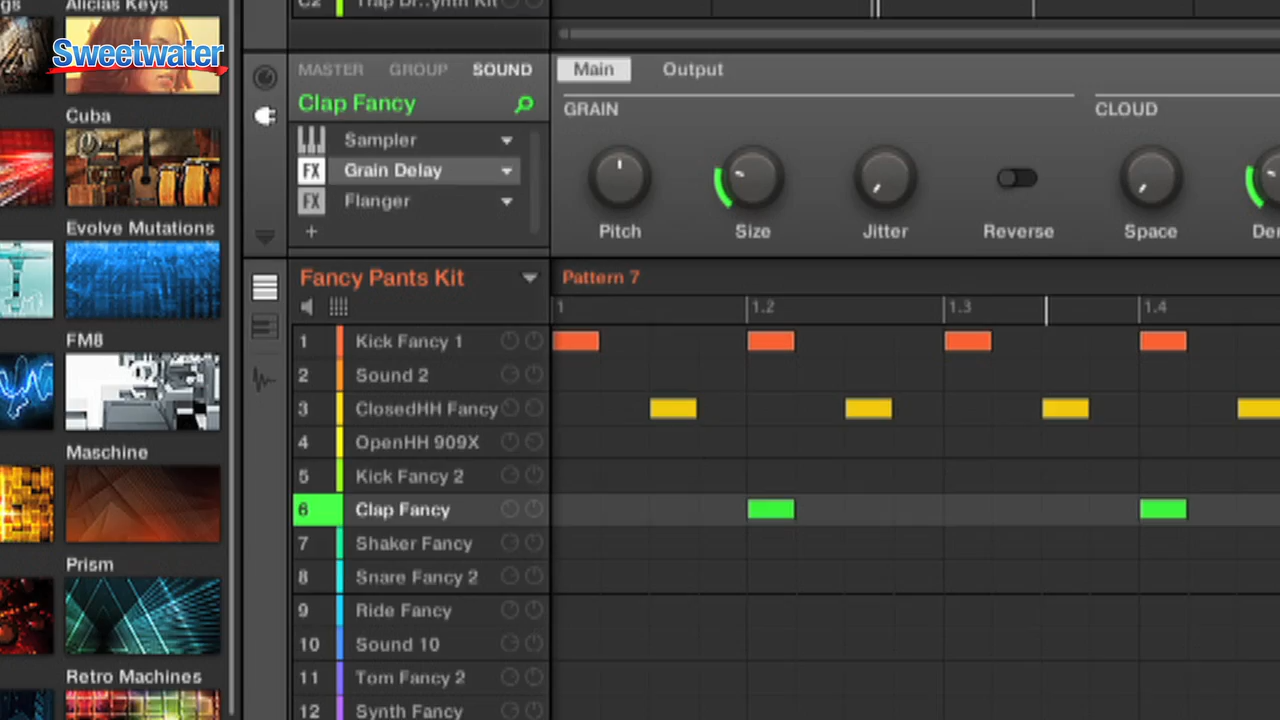 gs
Alicias Keys
Sweetwater
Cuba
Evolve Mutations
FM8
Maschine
Prism
Retro Machines
C2
MASTER GROUP SOUND
Clap Fancy
Sampler
FX Grain Delay
FX Flanger
+
Main Output
GRAIN
CLOUD
Pitch Size Jitter Reverse Space
Fancy Pants Kit
Pattern 7
1 1.2 1.3 1.4
1 Kick Fancy 1
2 Sound 2
3 ClosedHH Fancy
4 OpenHH 909X
5 Kick Fancy 2
6 Clap Fancy
7 Shaker Fancy
8 Snare Fancy 2
9 Ride Fancy
10 Sound 10
11 Tom Fancy 2
12 Synth Fancy